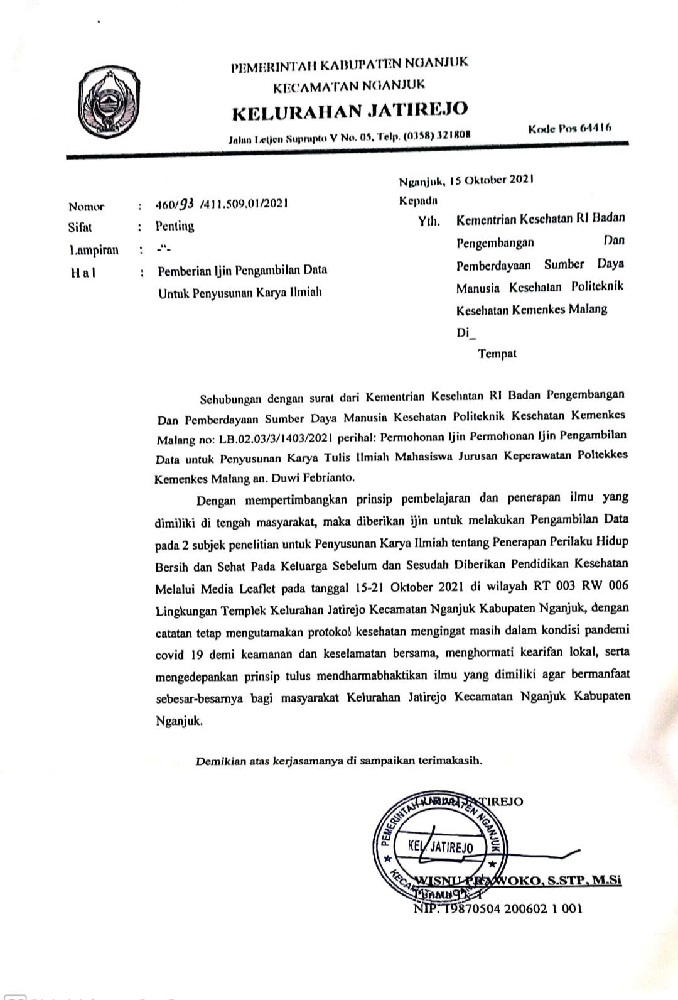 PEMERINTAH KABUPATEN NGANJUK
KECAMATAN NGANJUK
KELURAHAN JATIREJO
Jalan Letjen Suprapto V No. 05, Telp. (0358) 321808
Kode Pos 64416
Nganjuk, 15 Oktober 2021
Kepada
Nomor : 460/93 /411.509.01/2021
Sifat : Penting
Lampiran : -“-
H a l : Pemberian Ijin Pengambilan Data
Untuk Penyusunan Karya Ilmiah
Yth. Kementrian Kesehatan RI Badan
Pengembangan Dan
Pemberdayaan Sumber Daya
Manusia Kesehatan Politeknik
Kesehatan Kemenkes Malang
Di_
Tempat
Sehubungan dengan surat dari Kementrian Kesehatan RI Badan Pengembangan
Dan Pemberdayaan Sumber Daya Manusia Kesehatan Politeknik Kesehatan Kemenkes
Malang no: LB.02.03/3/1403/2021 perihal: Permohonan Ijin Permohonan Ijin Pengambilan
Data untuk Penyusunan Karya Tulis Ilmiah Mahasiswa Jurusan Keperawatan Poltekkes
Kemenkes Malang an. Duwi Febrianto.
Dengan mempertimbangkan prinsip pembelajaran dan penerapan ilmu yang
dimiliki di tengah masyarakat, maka diberikan ijin untuk melakukan Pengambilan Data
pada 2 subjek penelitian untuk Penyusunan Karya Ilmiah tentang Penerapan Perilaku Hidup
Bersih dan Sehat Pada Keluarga Sebelum dan Sesudah Diberikan Pendidikan Kesehatan
Melalui Media Leaflet pada tanggal 15-21 Oktober 2021 di wilayah RT 003 RW 006
Lingkungan Templek Kelurahan Jatirejo Kecamatan Nganjuk Kabupaten Nganjuk, dengan
catatan tetap mengutamakan protokol kesehatan mengingat masih dalam kondisi pandemi
covid 19 demi keamanan dan keselamatan bersama, menghormati kearifan lokal, serta
mengedepankan prinsip tulus mendharmabhaktikan ilmu yang dimiliki agar bermanfaat
sebesar-besarnya bagi masyarakat Kelurahan Jatirejo Kecamatan Nganjuk Kabupaten
Nganjuk.
Demikian atas kerjasamanya di sampaikan terimakasih.
JATIREJO
PEMERINTAH KABUPATEN NGANJUK
KEL. JATIREJO
KECAMATAN NGANJUK
WISNU PRAWOKO, S.STP, M.Si
NIP. 19870504 200602 1 001